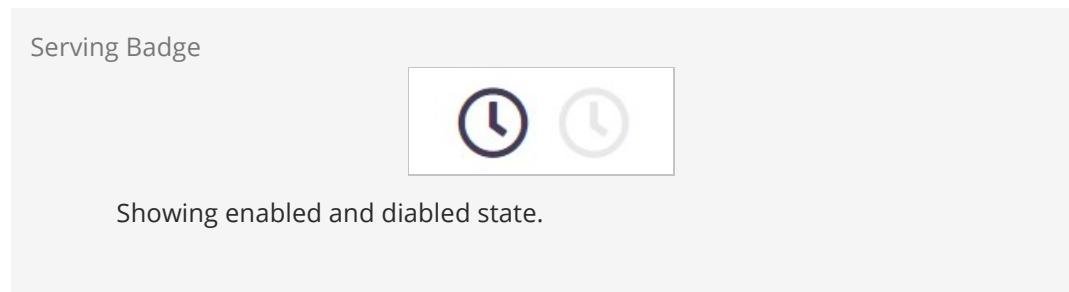 Serving Badge
Showing enabled and diabled state.